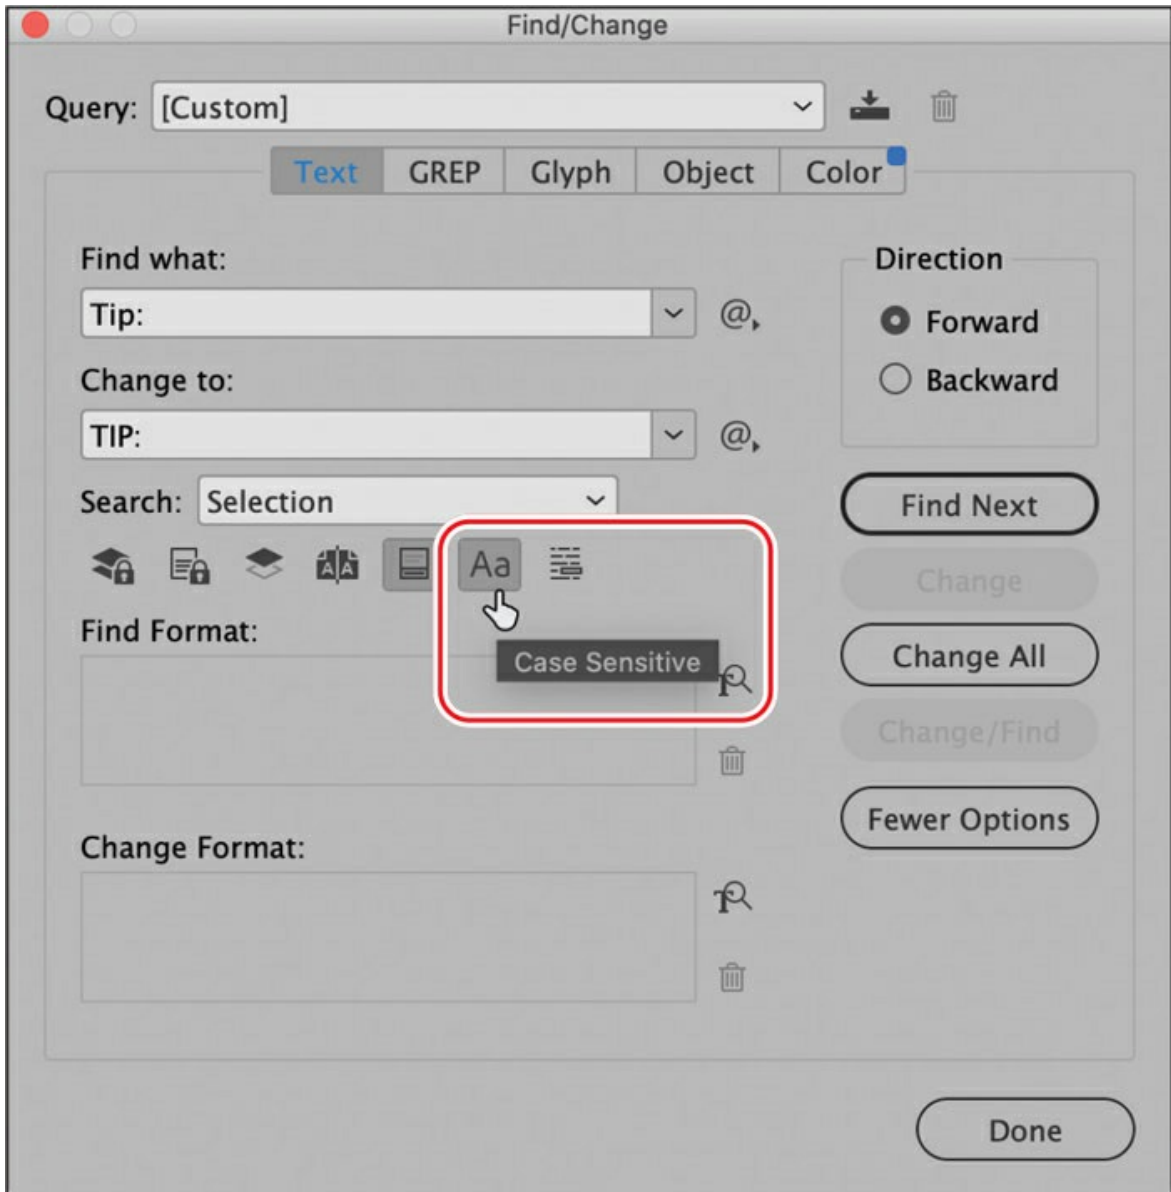 Find/Change
Query: [Custom]
Text GREP Glyph Object Color
Find what:
Tip:
Change to:
TIP:
Search: Selection
Aa
Case Sensitive
Find Format:
Change Format:
Direction
Forward
Backward
Find Next
Change
Change All
Change/Find
Fewer Options
Done